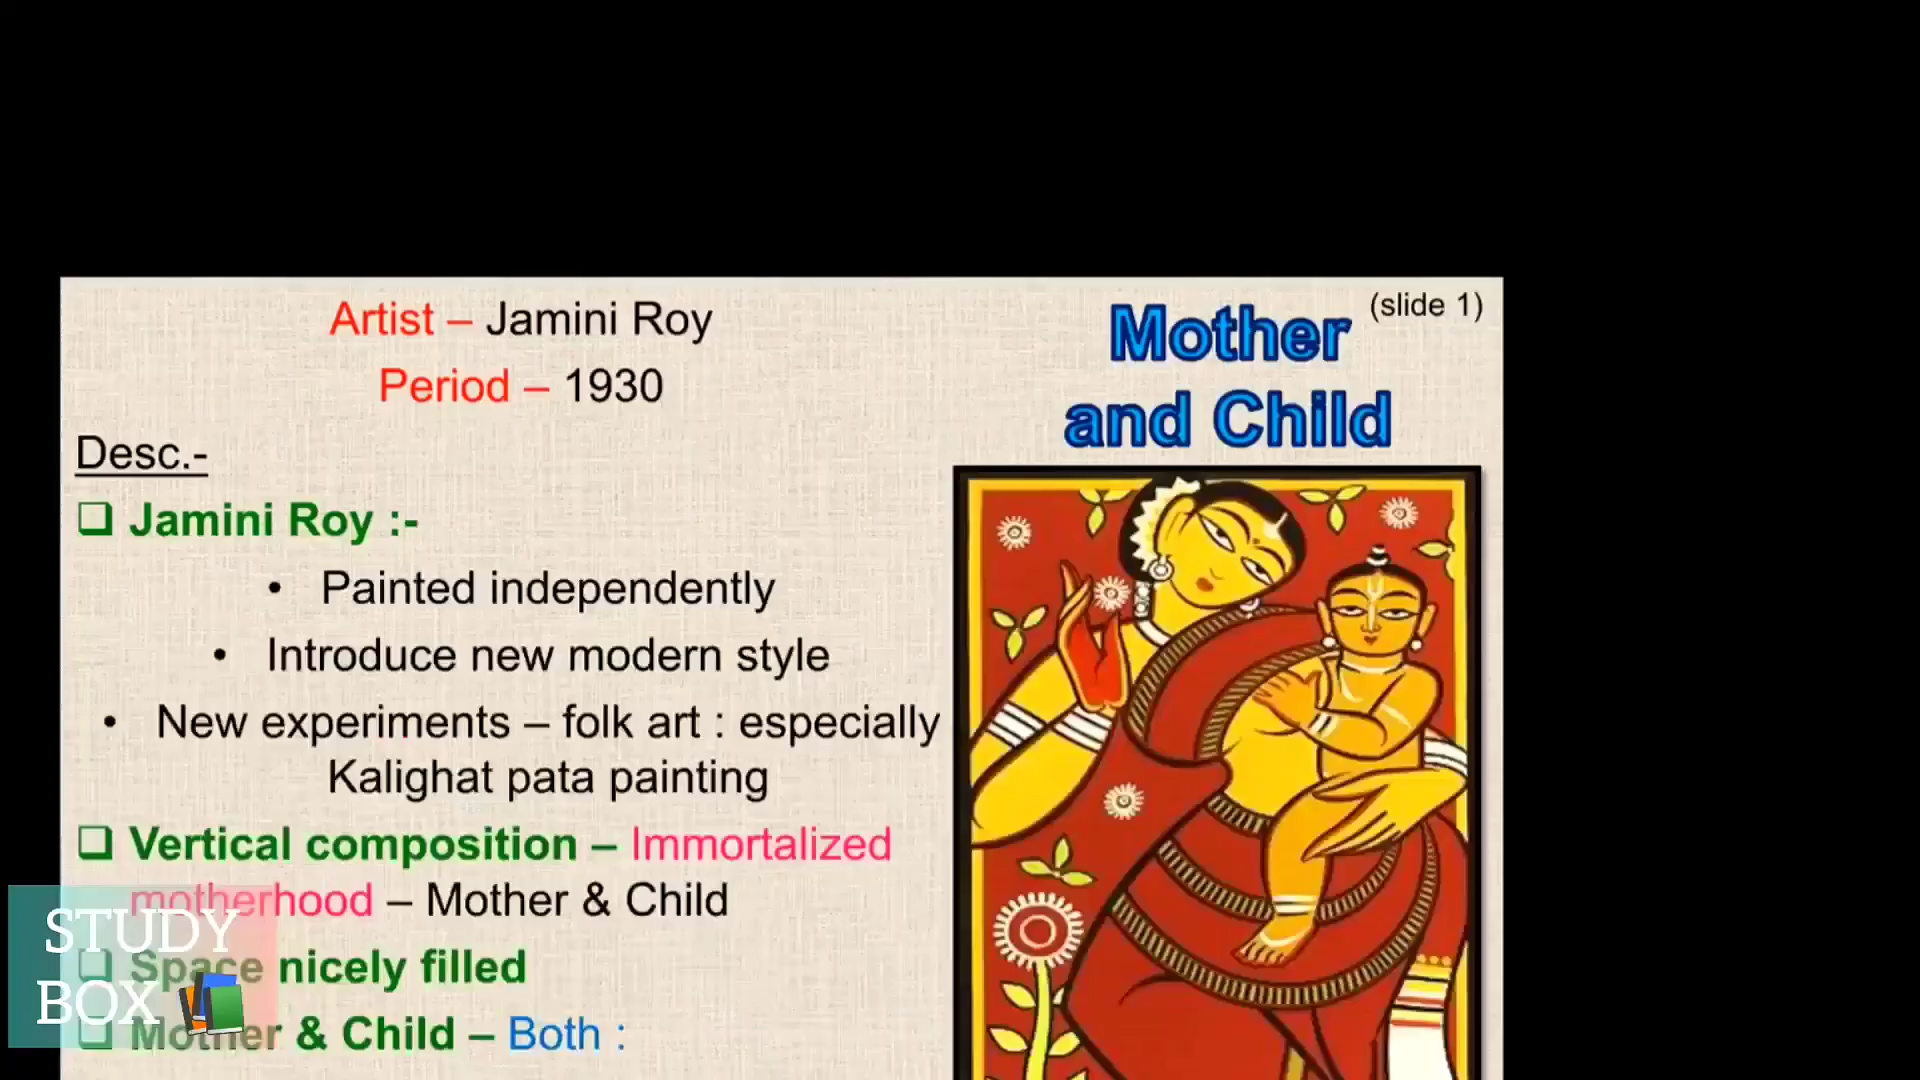 Artist – Jamini Roy
Period – 1930
Desc.-
❑ Jamini Roy :-
• Painted independently
• Introduce new modern style
• New experiments – folk art : especially
Kalighat pata painting
❑ Vertical composition – Immortalized
motherhood – Mother & Child
❑ Space nicely filled
❑ Mother & Child – Both :
(slide 1)
Mother
and Child
STUDY
BOX